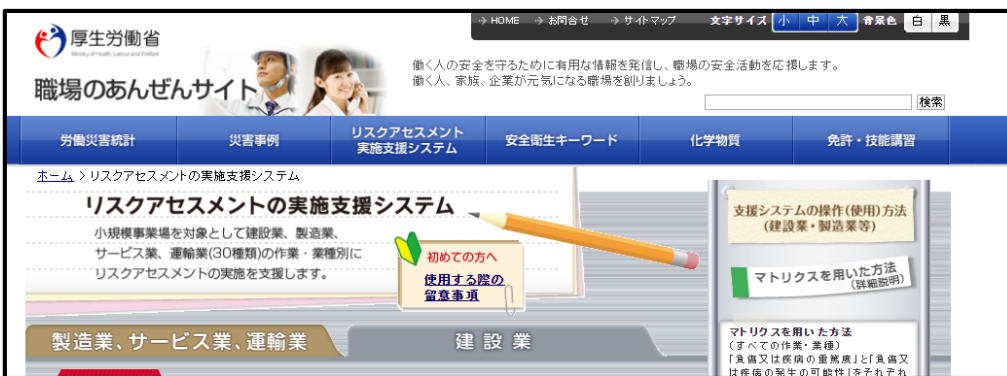 HOME お問合せ サイトマップ 文字サイズ 小 中 大 背景色 白 黒
厚生労働省
Ministry of Health, Labour and Welfare
職場のあんぜんサイト
働く人の安全を守るために有用な情報を発信し、職場の安全活動を応援します。
働く人、家族、企業が元気になる職場を創りましょう。
検索
労働災害統計
災害事例
リスクアセスメント
実施支援システム
安全衛生キーワード
化学物質
免許・技能講習
ホーム > リスクアセスメントの実施支援システム
リスクアセスメントの実施支援システム
小規模事業場を対象として建設業、製造業、
サービス業、運輸業(30種類)の作業・業種別に
リスクアセスメントの実施を支援します。
初めての方へ
使用する際の
留意事項
製造業、サービス業、運輸業
建設業
支援システムの操作(使用)方法
(建設業・製造業等)
マトリクスを用いた方法
(詳細説明)
マトリクスを用いた方法
(すべての作業・業種)
「負傷又は疾病の重篤度」と「負傷又
は疾病の発生の可能性」をそれぞれ